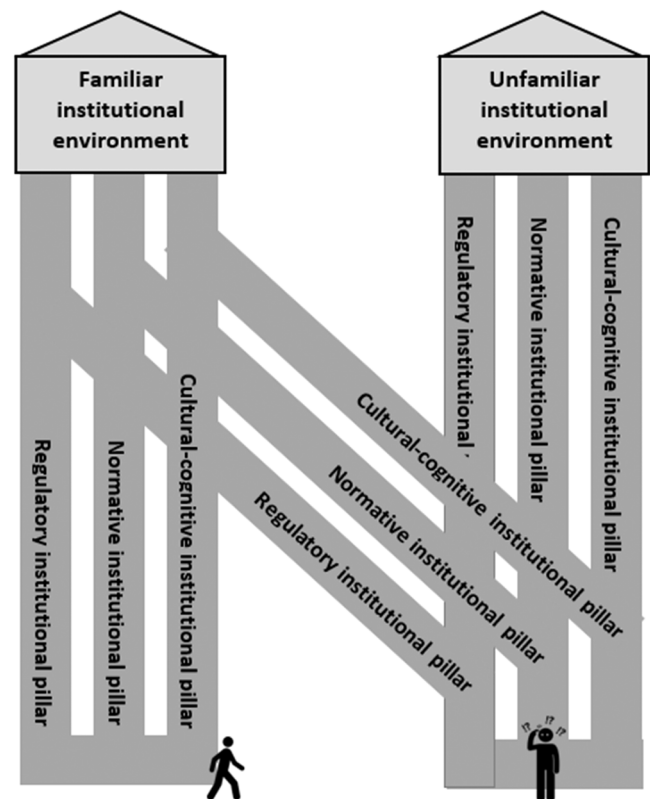 Familiar
institutional
environment
Unfamiliar
institutional
environment
Regulatory institutional pillar
Normative institutional pillar
Cultural-cognitive institutional pillar
Cultural-cognitive institutional pillar
Normative institutional pillar
Regulatory institutional pillar
Regulatory institutional
Normative institutional pillar
Cultural-cognitive institutional pillar
!? !? !?